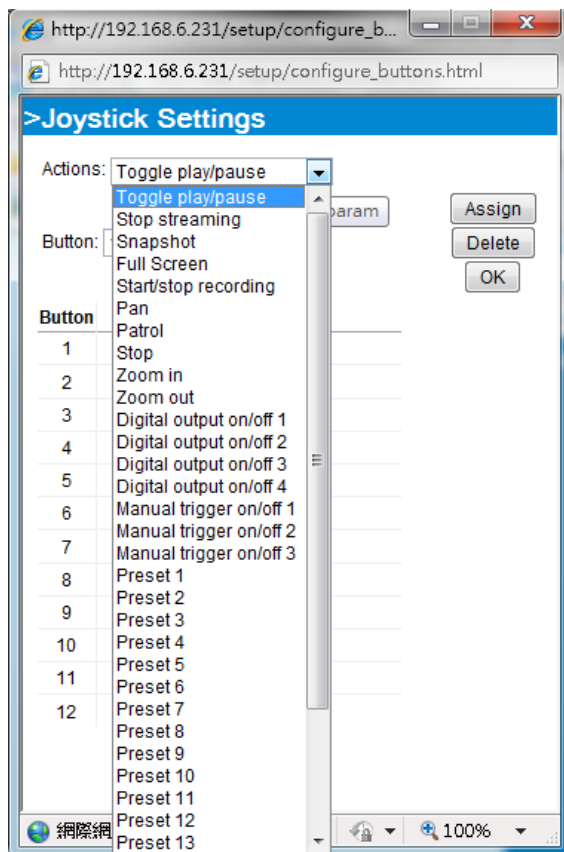 http://192.168.6.231/setup/configure_b...
http://192.168.6.231/setup/configure_buttons.html
>Joystick Settings
Actions: Toggle play/pause
Toggle play/pause
Stop streaming
Snapshot
Full Screen
Start/stop recording
Pan
Patrol
Stop
Zoom in
Zoom out
Digital output on/off 1
Digital output on/off 2
Digital output on/off 3
Digital output on/off 4
Manual trigger on/off 1
Manual trigger on/off 2
Manual trigger on/off 3
Preset 1
Preset 2
Preset 3
Preset 4
Preset 5
Preset 6
Preset 7
Preset 8
Preset 9
Preset 10
Preset 11
Preset 12
Preset 13
param
Assign
Button:
Delete
OK
Button
1
2
3
4
5
6
7
8
9
10
11
12
網際網
100%